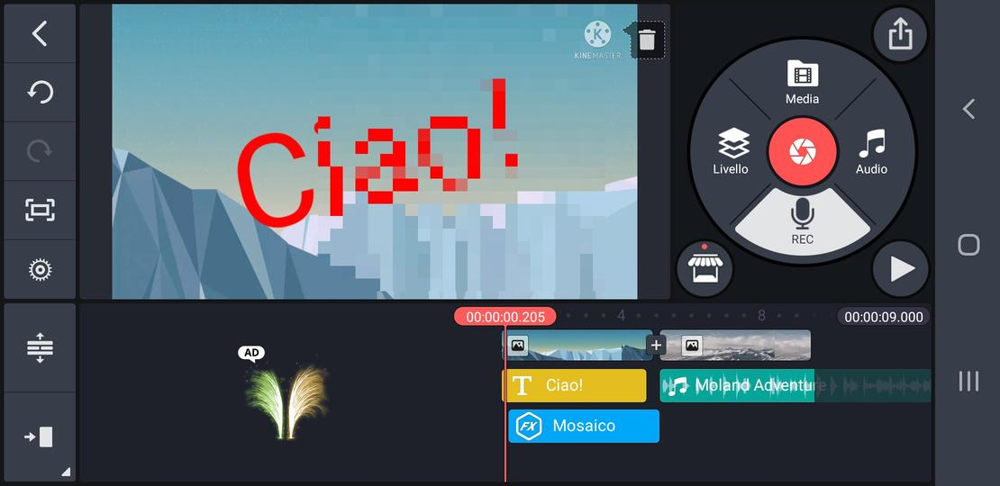 K
KINEMASTER
Ciao!
Media
Livello
Audio
REC
00:00:00.205
4
8
00:00:09.000
AD
T Ciao!
Moland Adventure
FX Mosaico